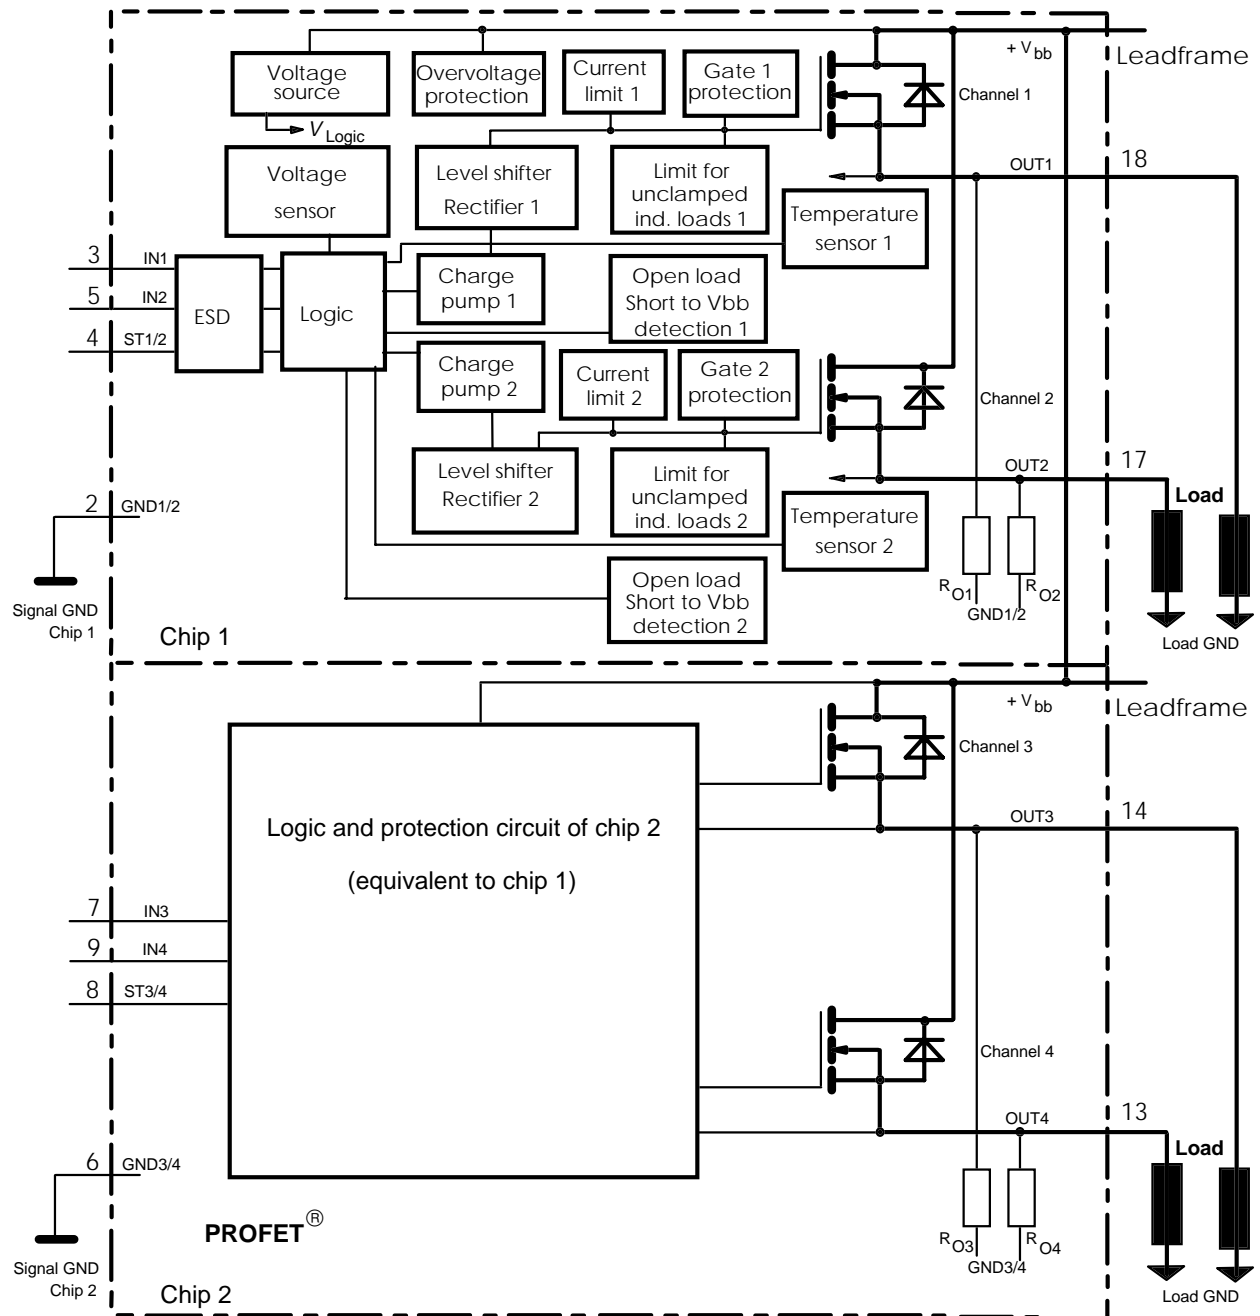 + V bb
Leadframe
Voltage
source
Overvoltage
protection
Current
limit 1
Gate 1
protection
Channel 1
V Logic
Voltage
sensor
Level shifter
Rectifier 1
Limit for
unclamped
ind. loads 1
OUT1
18
Temperature
sensor 1
3
IN1
5
IN2
4
ST1/2
ESD
Logic
Charge
pump 1
Open load
Short to Vbb
detection 1
Charge
pump 2
Current
limit 2
Gate 2
protection
Channel 2
Level shifter
Rectifier 2
Limit for
unclamped
ind. loads 2
OUT2
17
Load
2
GND1/2
Temperature
sensor 2
Open load
Short to Vbb
detection 2
R O1
R O2
GND1/2
Load GND
Signal GND
Chip 1
Chip 1
+ V bb
Leadframe
Channel 3
Logic and protection circuit of chip 2
(equivalent to chip 1)
OUT3
14
7
IN3
9
IN4
8
ST3/4
Channel 4
OUT4
13
Load
6
GND3/4
R O3
R O4
GND3/4
Load GND
PROFET®
Signal GND
Chip 2
Chip 2